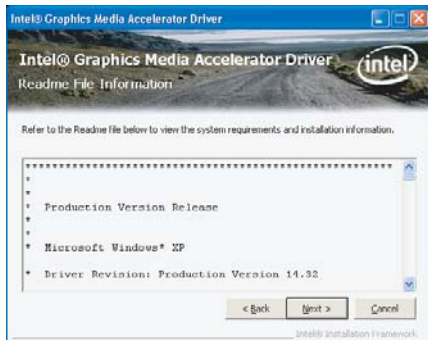 Intel® Graphics Media Accelerator Driver
Intel® Graphics Media Accelerator Driver
Readme File Information
intel
Refer to the Readme file below to view the system requirements and installation information.
********************************************************
*
*
* Production Version Release
*
*
* Microsoft Windows* XP
* Driver Revision: Production Version 14.32
< Back Next > Cancel
Intel® Installation Framework